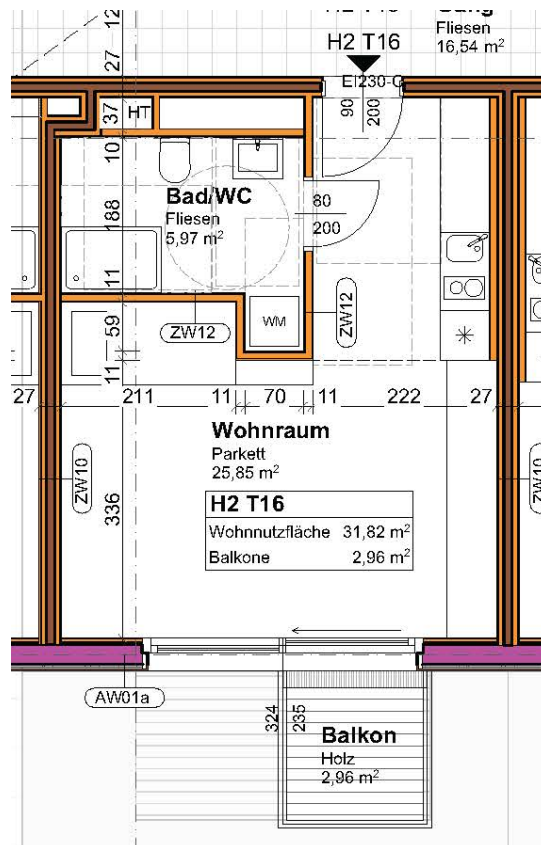 Fliesen
16,54 m²
12
H2 T16
EI230-C
27
37
HT
90
200
10
Bad/WC
Fliesen
5,97 m²
80
200
188
11
ZW12
WM
ZW12
59
11
27
211
11
70
11
222
27
Wohnraum
Parkett
25,85 m²
ZW10
ZW10
336
H2 T16
Wohnnutzfläche 31,82 m²
Balkone 2,96 m²
AW01a
324
235
Balkon
Holz
2,96 m²